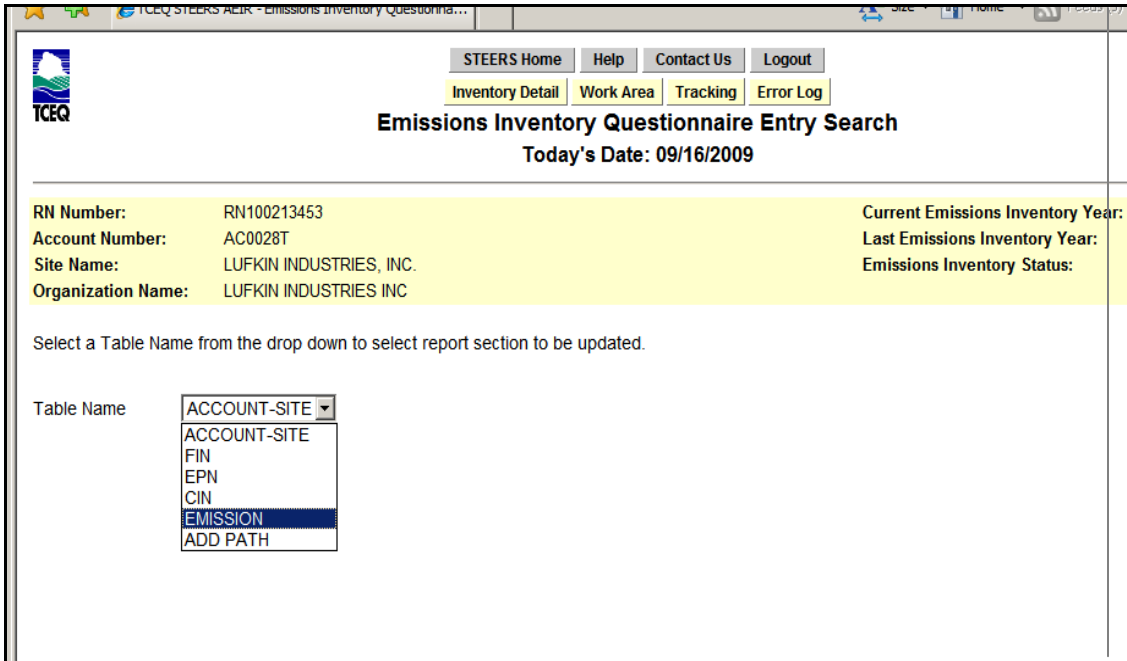 TCEQ STEERS AEIR - Emissions Inventory Questionna...
Size
Home
Feeds
TCEQ
STEERS Home Help Contact Us Logout
Inventory Detail Work Area Tracking Error Log
Emissions Inventory Questionnaire Entry Search
Today's Date: 09/16/2009
RN Number: RN100213453 Current Emissions Inventory Year:
Account Number: AC0028T Last Emissions Inventory Year:
Site Name: LUFKIN INDUSTRIES, INC. Emissions Inventory Status:
Organization Name: LUFKIN INDUSTRIES INC
Select a Table Name from the drop down to select report section to be updated.
Table Name ACCOUNT-SITE
ACCOUNT-SITE
FIN
EPN
CIN
EMISSION
ADD PATH